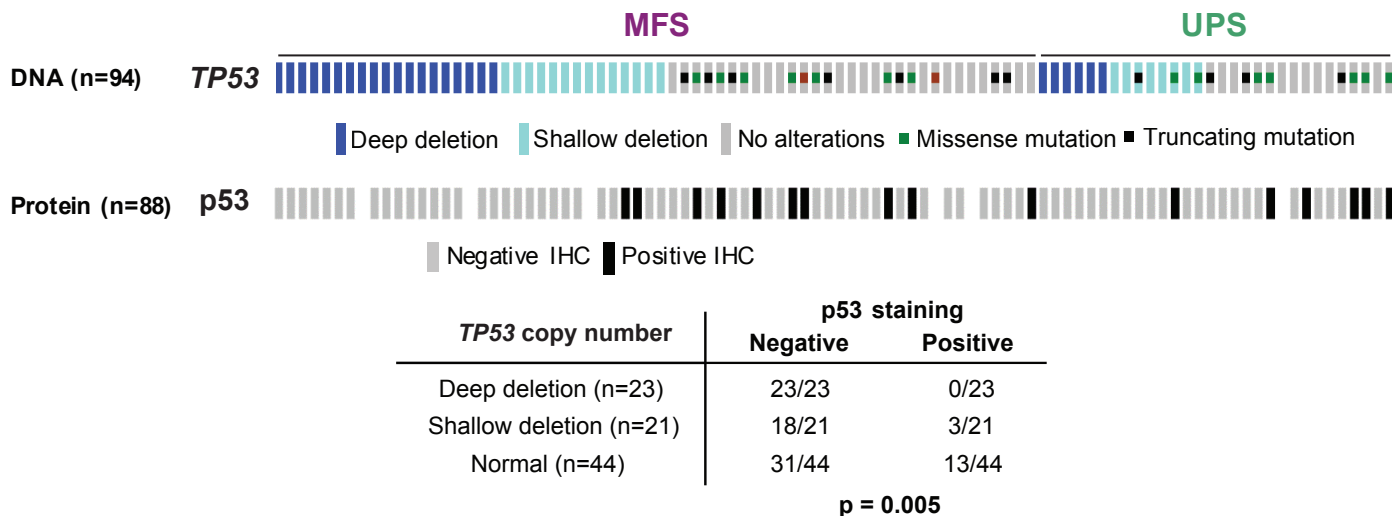 MFS UPS
DNA (n=94) TP53
Deep deletion Shallow deletion No alterations Missense mutation Truncating mutation
Protein (n=88) p53
Negative IHC Positive IHC
p53 staining
TP53 copy number Negative Positive
Deep deletion (n=23) 23/23 0/23
Shallow deletion (n=21) 18/21 3/21
Normal (n=44) 31/44 13/44
p = 0.005